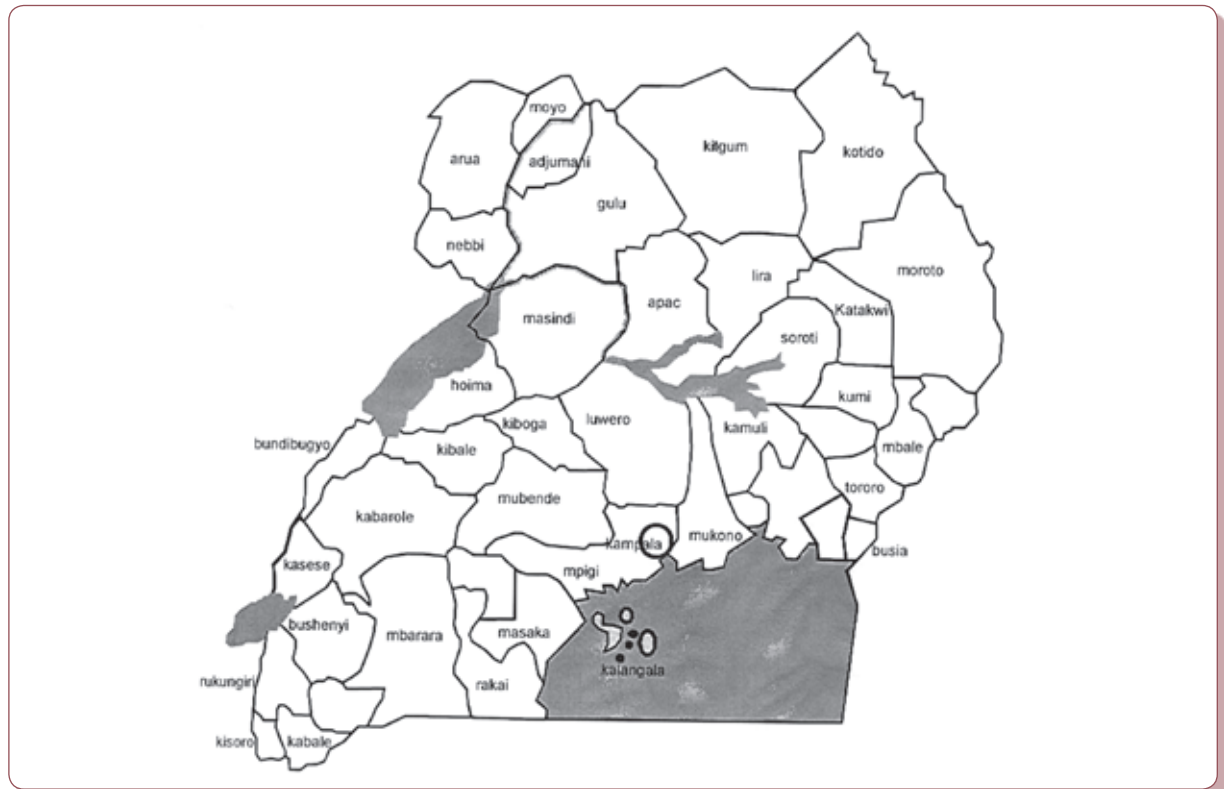 moyo
arua
adjumani
kitgum
kotido
gulu
nebbi
moroto
lira
apac
Katakwi
masindi
soroti
hoima
kumi
kiboga
luwero
kamuli
bundibugyo
kibale
mbale
mubende
tororo
kabarole
kampala
mukono
busia
kasese
mpigi
bushenyi
mbarara
masaka
kalangala
rukungiri
rakai
kisoro
kabale